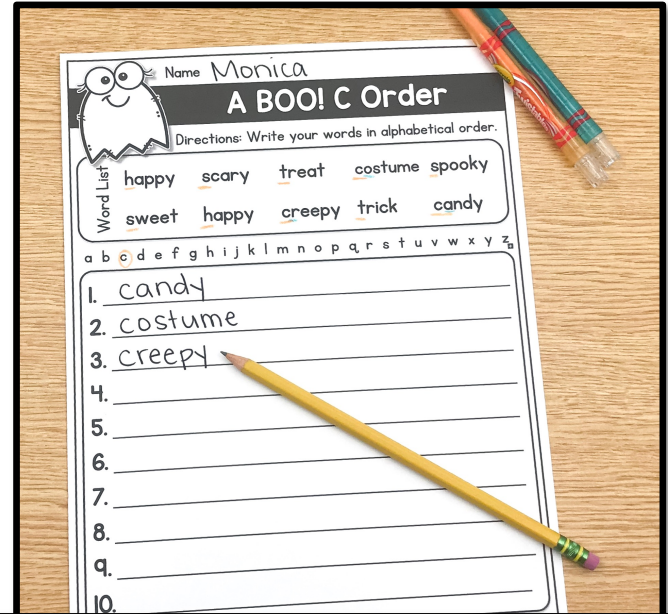 Name Monica
A BOO! C Order
Directions: Write your words in alphabetical order.
Word List
happy scary treat costume spooky
sweet happy creepy trick candy
a b c d e f g h i j k l m n o p q r s t u v w x y z
1. candy
2. costume
3. creepy
4.
5.
6.
7.
8.
9.
10.
Twistables